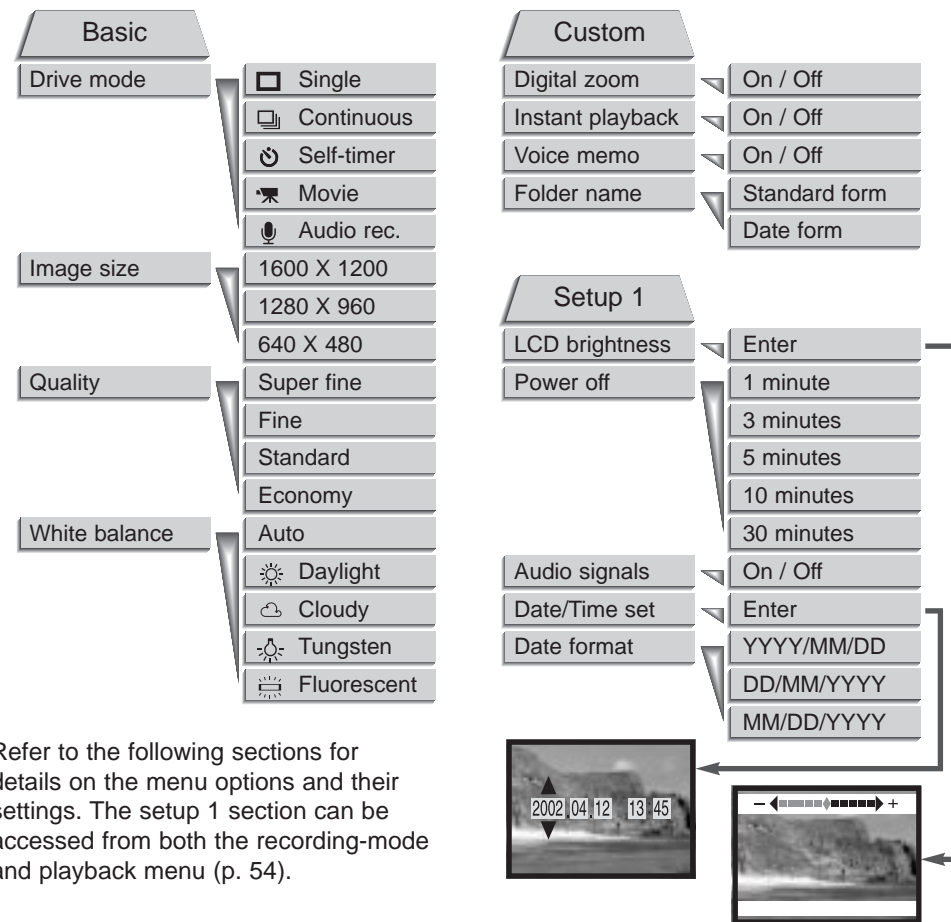 Basic
Drive mode
Single
Continuous
Self-timer
Movie
Audio rec.
Image size
1600 X 1200
1280 X 960
640 X 480
Quality
Super fine
Fine
Standard
Economy
White balance
Auto
Daylight
Cloudy
Tungsten
Fluorescent
Custom
Digital zoom
On / Off
Instant playback
On / Off
Voice memo
On / Off
Folder name
Standard form
Date form
Setup 1
LCD brightness
Enter
Power off
1 minute
3 minutes
5 minutes
10 minutes
30 minutes
Audio signals
On / Off
Date/Time set
Enter
Date format
YYYY/MM/DD
DD/MM/YYYY
MM/DD/YYYY
Refer to the following sections for
details on the menu options and their
settings. The setup 1 section can be
accessed from both the recording-mode
and playback menu (p. 54).
2002.04.12 13:45
− +